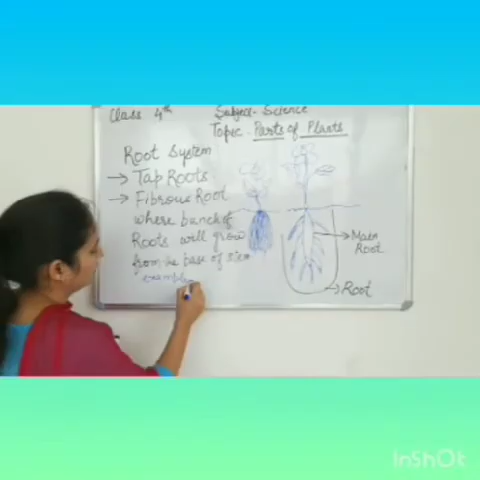 Class 4th
Subject- Science
Topic - Parts of Plants
Root System
→ Tap Roots
→ Fibrous Root
where bunch of
Roots will grow
from the base of stem
example
Main
Root
Root
InShOt